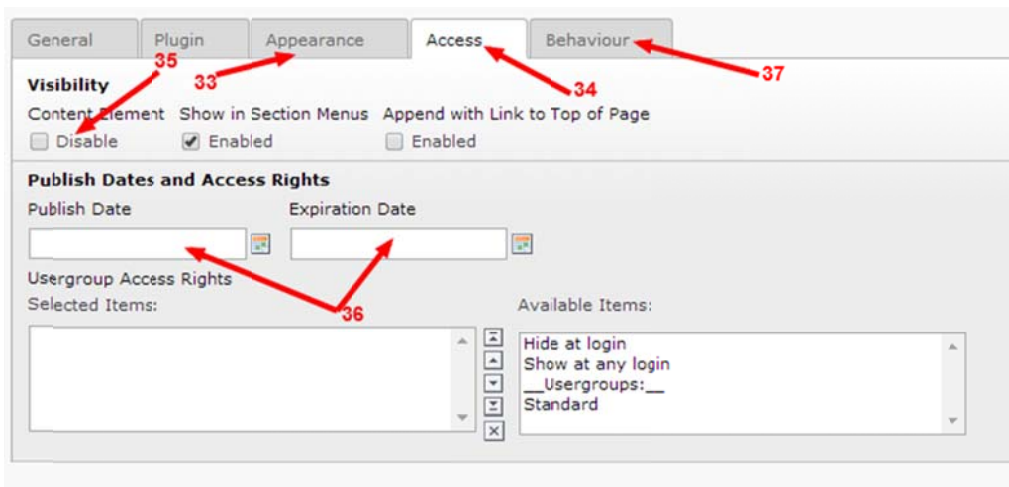 General Plugin Appearance Access Behaviour
35
33
34
37
Visibility
Content Element Show in Section Menus Append with Link to Top of Page
Disable Enabled Enabled
Publish Dates and Access Rights
Publish Date Expiration Date
Usergroup Access Rights
36
Selected Items: Available Items:
Hide at login
Show at any login
__Usergroups:__
Standard